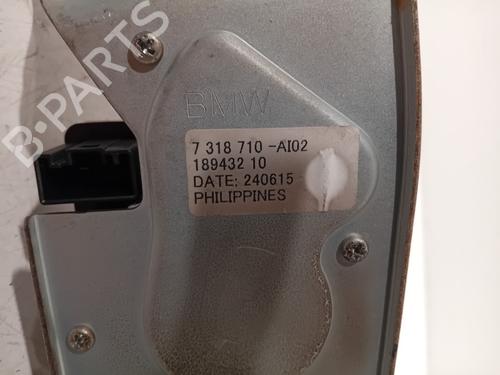 B-PARTS
BMW
7 318 710 -AI02
189432 10
DATE: 240615
PHILIPPINES